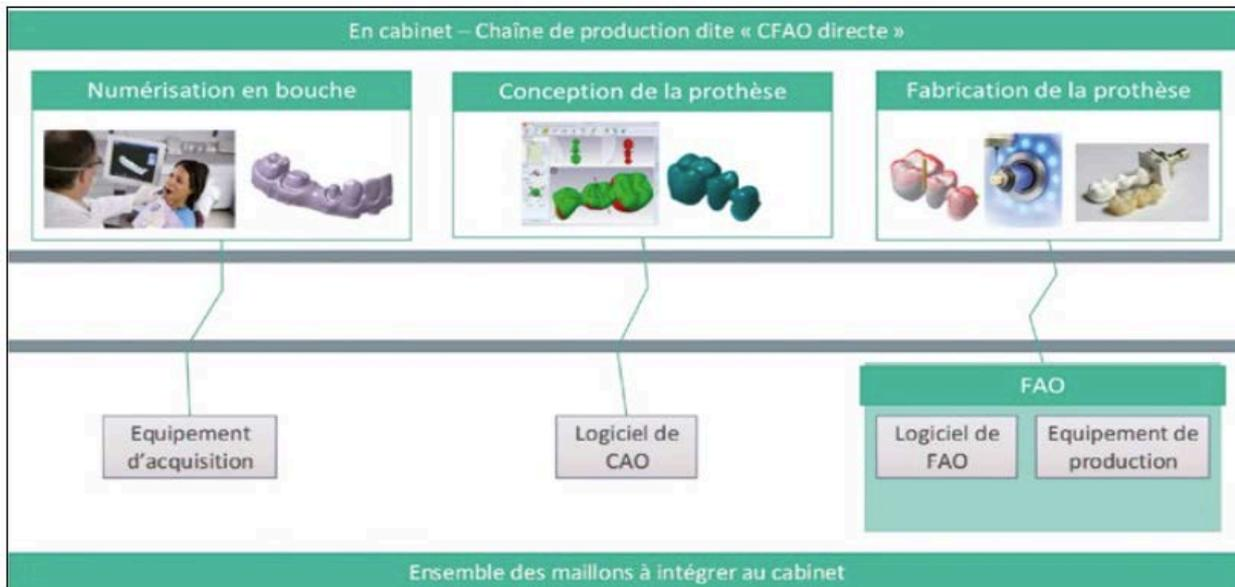 En cabinet – Chaîne de production dite « CFAO directe »
Numérisation en bouche
Conception de la prothèse
Fabrication de la prothèse
FAO
Equipement
d'acquisition
Logiciel de
CAO
Logiciel de
FAO
Equipement de
production
Ensemble des maillons à intégrer au cabinet